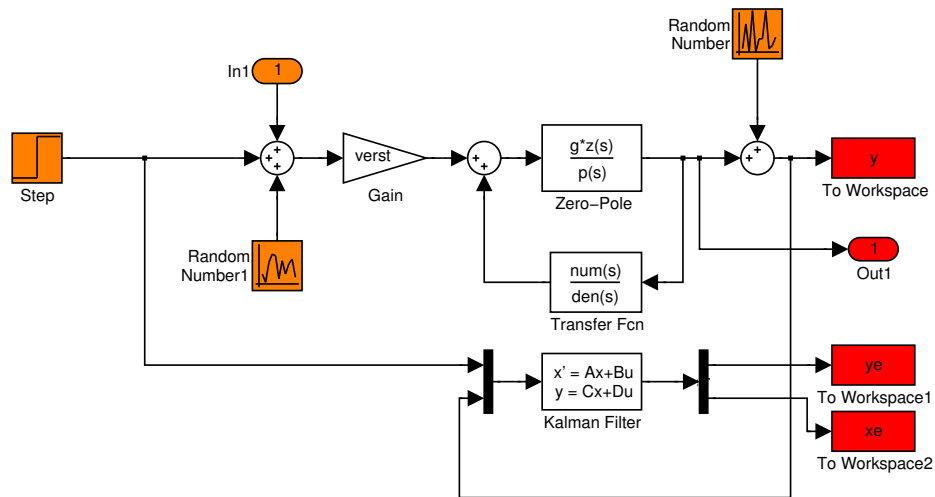 Random
Number
In1
1
+
+
+
verst
Gain
+
+
g*z(s)
p(s)
Zero−Pole
+
+
y
To Workspace
Step
Random
Number1
num(s)
den(s)
Transfer Fcn
1
Out1
x' = Ax+Bu
y = Cx+Du
Kalman Filter
ye
To Workspace1
xe
To Workspace2